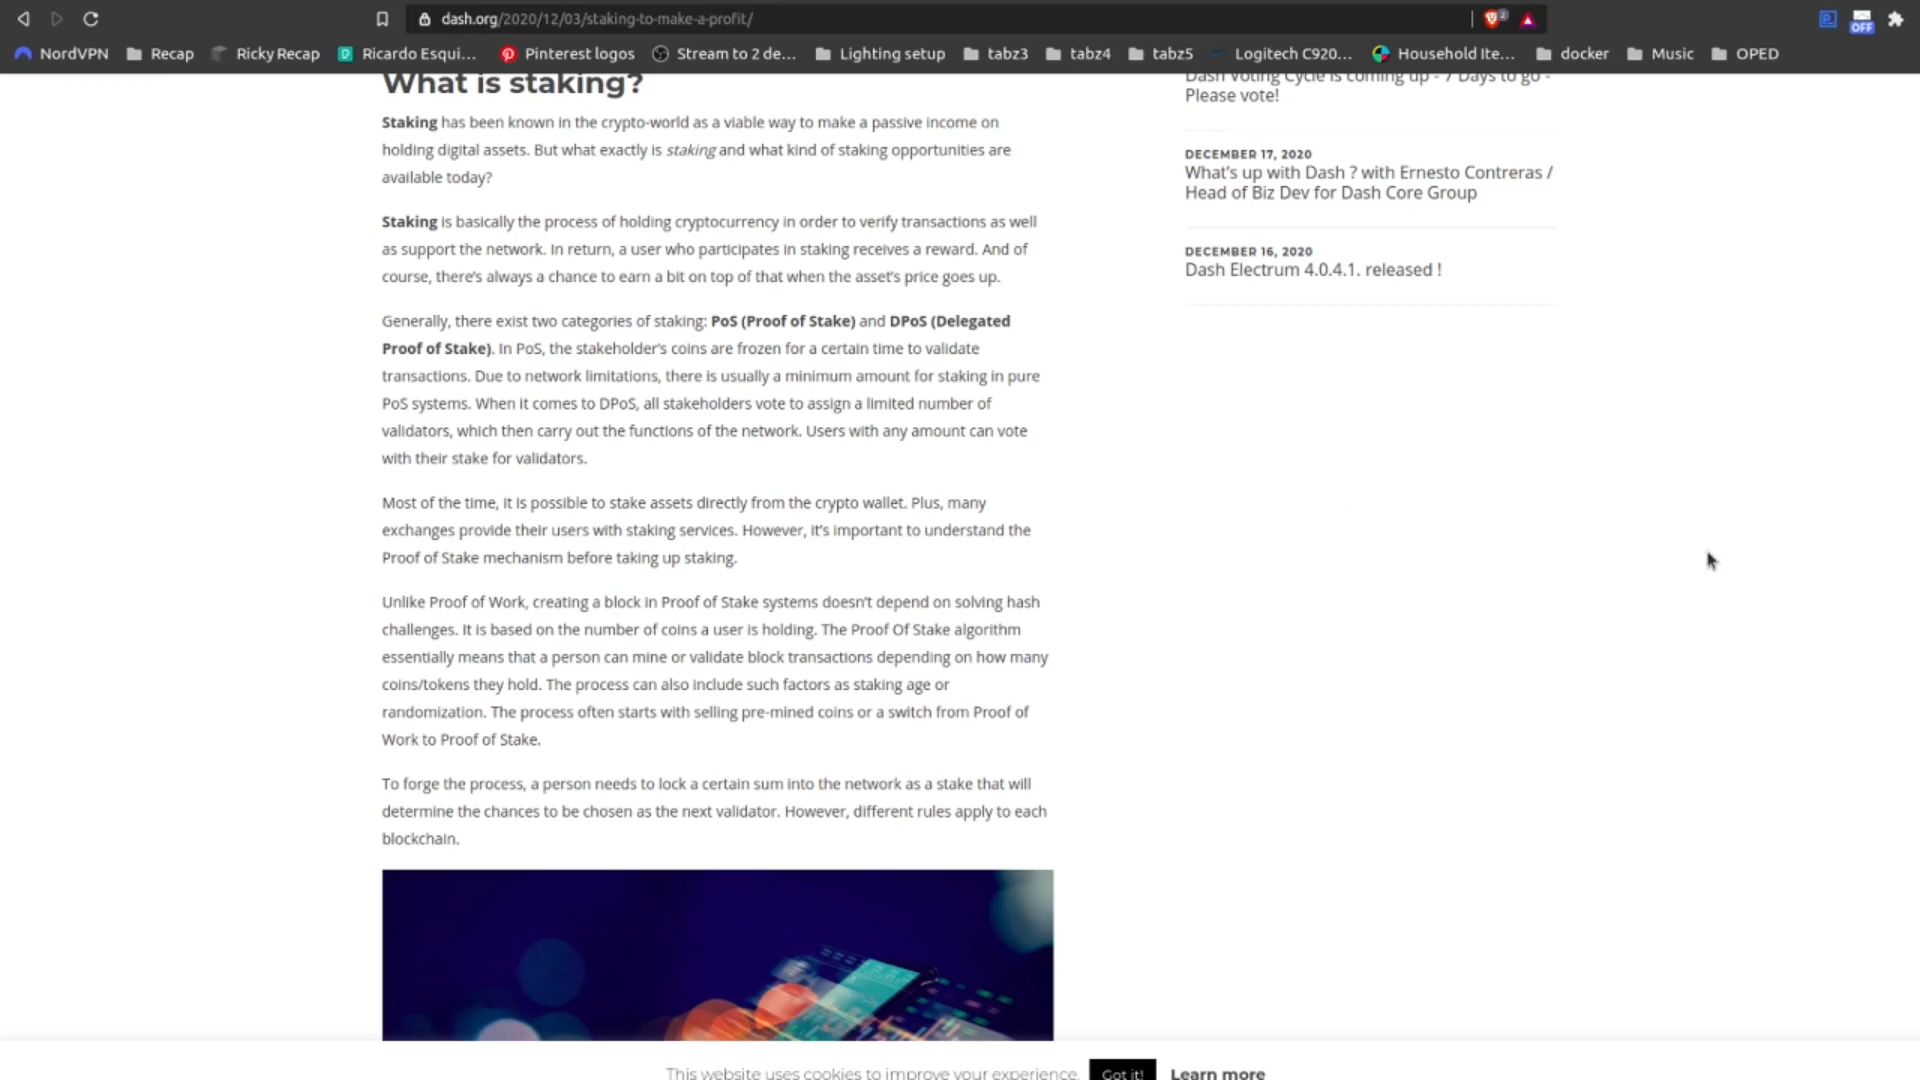 dash.org/2020/12/03/staking-to-make-a-profit/
2
OFF
NordVPN Recap Ricky Recap Ricardo Esqui... Pinterest logos Stream to 2 de... Lighting setup tabz3 tabz4 tabz5 Logitech C920... Household Ite... docker Music OPED
What is staking?
Staking has been known in the crypto-world as a viable way to make a passive income on
holding digital assets. But what exactly is staking and what kind of staking opportunities are
available today?
Staking is basically the process of holding cryptocurrency in order to verify transactions as well
as support the network. In return, a user who participates in staking receives a reward. And of
course, there's always a chance to earn a bit on top of that when the asset's price goes up.
Generally, there exist two categories of staking: PoS (Proof of Stake) and DPoS (Delegated
Proof of Stake). In PoS, the stakeholder's coins are frozen for a certain time to validate
transactions. Due to network limitations, there is usually a minimum amount for staking in pure
PoS systems. When it comes to DPoS, all stakeholders vote to assign a limited number of
validators, which then carry out the functions of the network. Users with any amount can vote
with their stake for validators.
Most of the time, it is possible to stake assets directly from the crypto wallet. Plus, many
exchanges provide their users with staking services. However, it's important to understand the
Proof of Stake mechanism before taking up staking.
Unlike Proof of Work, creating a block in Proof of Stake systems doesn't depend on solving hash
challenges. It is based on the number of coins a user is holding. The Proof Of Stake algorithm
essentially means that a person can mine or validate block transactions depending on how many
coins/tokens they hold. The process can also include such factors as staking age or
randomization. The process often starts with selling pre-mined coins or a switch from Proof of
Work to Proof of Stake.
To forge the process, a person needs to lock a certain sum into the network as a stake that will
determine the chances to be chosen as the next validator. However, different rules apply to each
blockchain.
Dash Voting Cycle is coming up - 7 Days to go -
Please vote!
DECEMBER 17, 2020
What's up with Dash ? with Ernesto Contreras /
Head of Biz Dev for Dash Core Group
DECEMBER 16, 2020
Dash Electrum 4.0.4.1. released !
This website uses cookies to improve your experience. Got it! Learn more